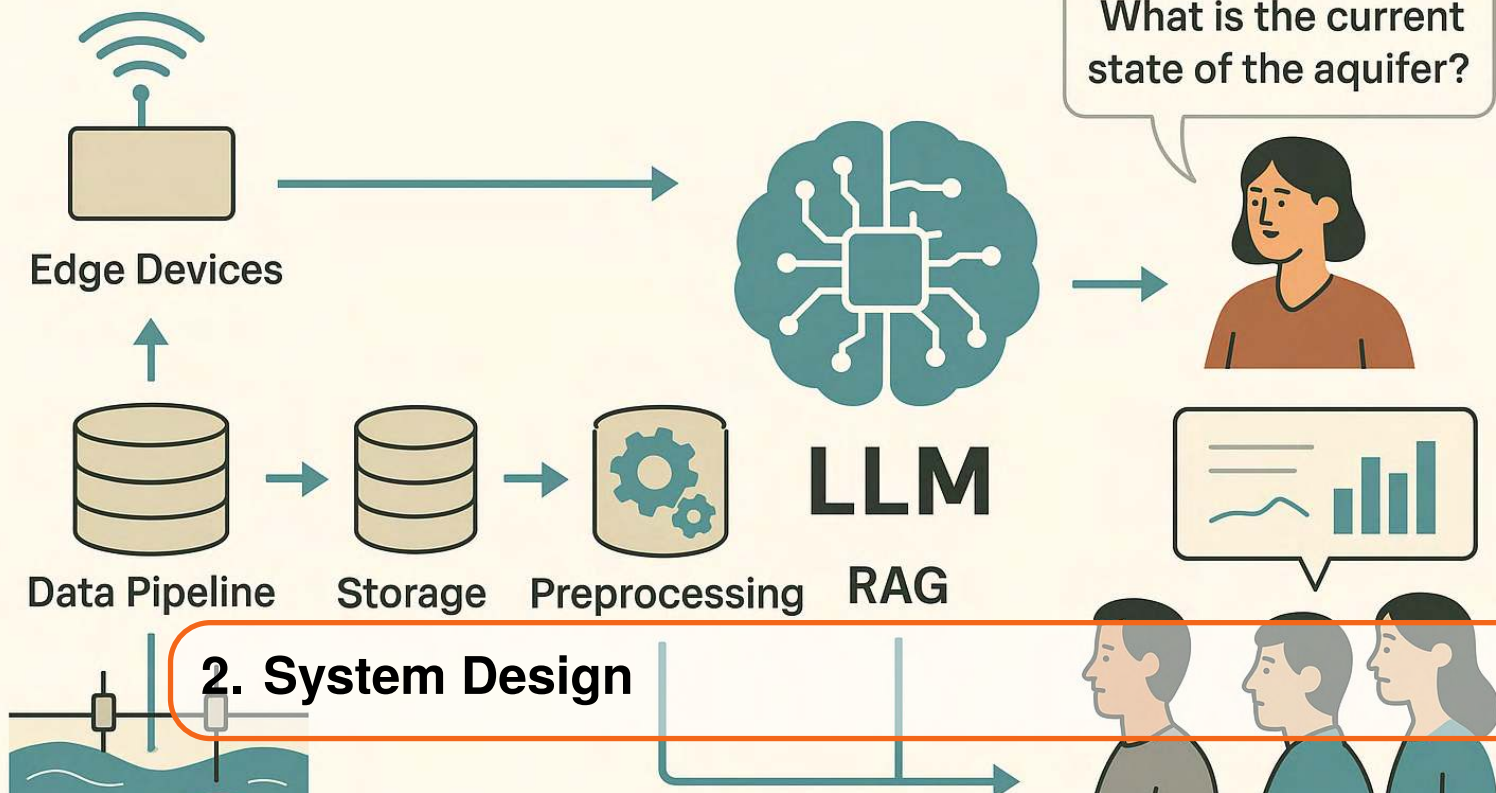 What is the current
state of the aquifer?
Edge Devices
LLM
RAG
Data Pipeline
Storage
Preprocessing
2. System Design